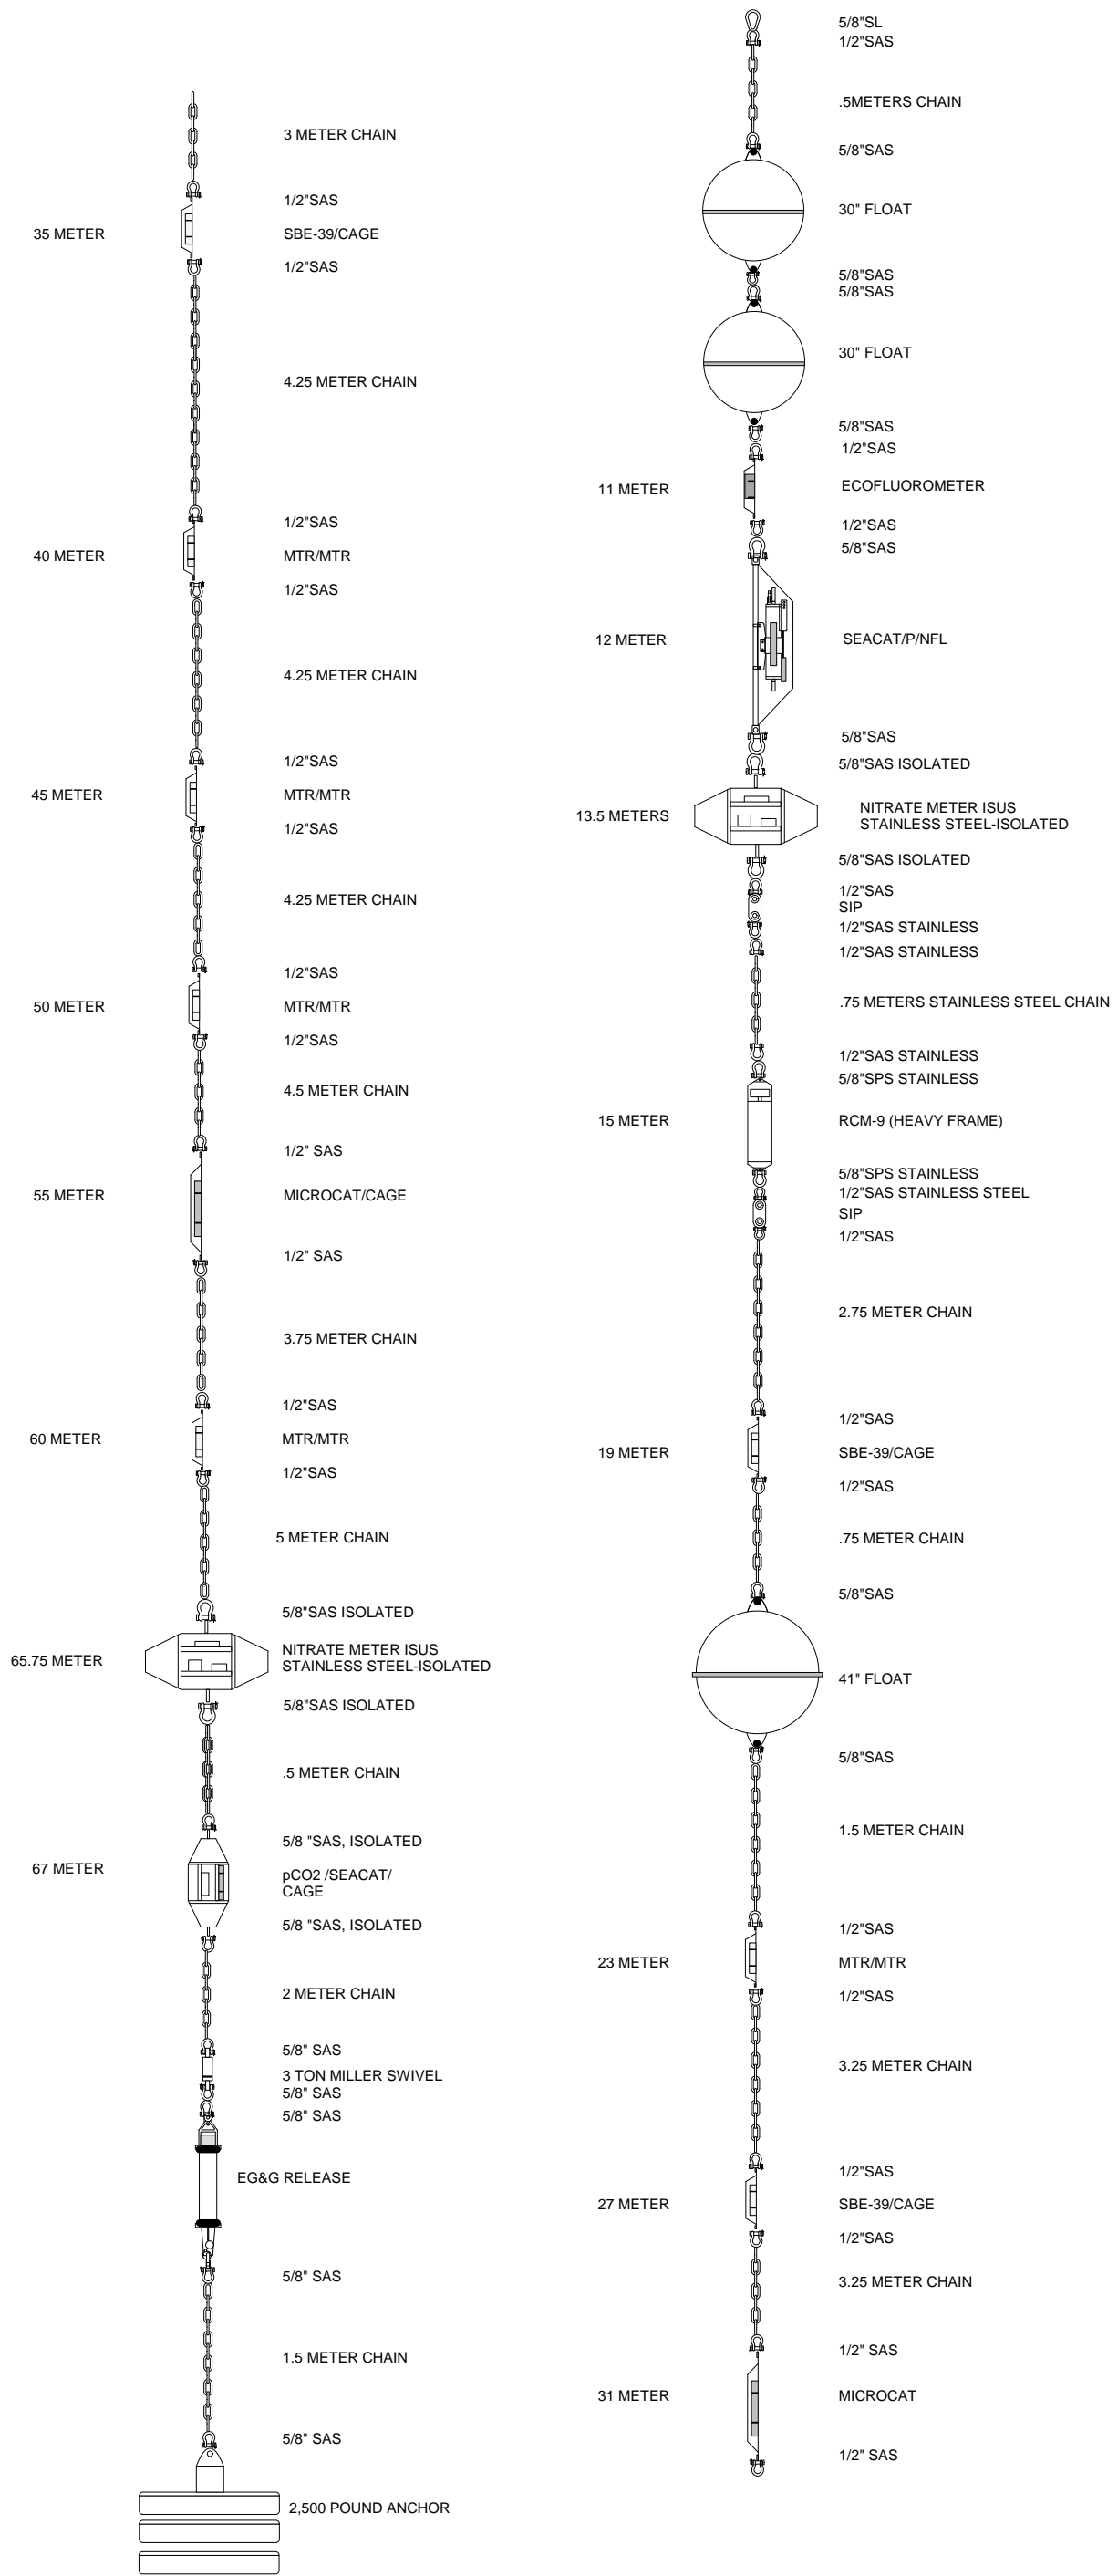 3 METER CHAIN
1/2"SAS
35 METER
SBE-39/CAGE
1/2"SAS
4.25 METER CHAIN
1/2"SAS
40 METER
MTR/MTR
1/2"SAS
4.25 METER CHAIN
1/2"SAS
45 METER
MTR/MTR
1/2"SAS
4.25 METER CHAIN
1/2"SAS
50 METER
MTR/MTR
1/2"SAS
4.5 METER CHAIN
1/2" SAS
55 METER
MICROCAT/CAGE
1/2" SAS
3.75 METER CHAIN
1/2"SAS
60 METER
MTR/MTR
1/2"SAS
5 METER CHAIN
5/8"SAS ISOLATED
65.75 METER
NITRATE METER ISUS
STAINLESS STEEL-ISOLATED
5/8"SAS ISOLATED
.5 METER CHAIN
5/8 "SAS, ISOLATED
67 METER
pCO2 /SEACAT/
CAGE
5/8 "SAS, ISOLATED
2 METER CHAIN
5/8" SAS
3 TON MILLER SWIVEL
5/8" SAS
5/8" SAS
EG&G RELEASE
5/8" SAS
1.5 METER CHAIN
5/8" SAS
2,500 POUND ANCHOR
5/8"SL
1/2"SAS
.5METERS CHAIN
5/8"SAS
30" FLOAT
5/8"SAS
5/8"SAS
30" FLOAT
5/8"SAS
1/2"SAS
11 METER
ECOFLUOROMETER
1/2"SAS
5/8"SAS
12 METER
SEACAT/P/NFL
5/8"SAS
5/8"SAS ISOLATED
13.5 METERS
NITRATE METER ISUS
STAINLESS STEEL-ISOLATED
5/8"SAS ISOLATED
1/2"SAS
SIP
1/2"SAS STAINLESS
1/2"SAS STAINLESS
.75 METERS STAINLESS STEEL CHAIN
1/2"SAS STAINLESS
5/8"SPS STAINLESS
15 METER
RCM-9 (HEAVY FRAME)
5/8"SPS STAINLESS
1/2"SAS STAINLESS STEEL
SIP
1/2"SAS
2.75 METER CHAIN
1/2"SAS
19 METER
SBE-39/CAGE
1/2"SAS
.75 METER CHAIN
5/8"SAS
41" FLOAT
5/8"SAS
1.5 METER CHAIN
1/2"SAS
23 METER
MTR/MTR
1/2"SAS
3.25 METER CHAIN
1/2"SAS
27 METER
SBE-39/CAGE
1/2"SAS
3.25 METER CHAIN
1/2" SAS
31 METER
MICROCAT
1/2" SAS